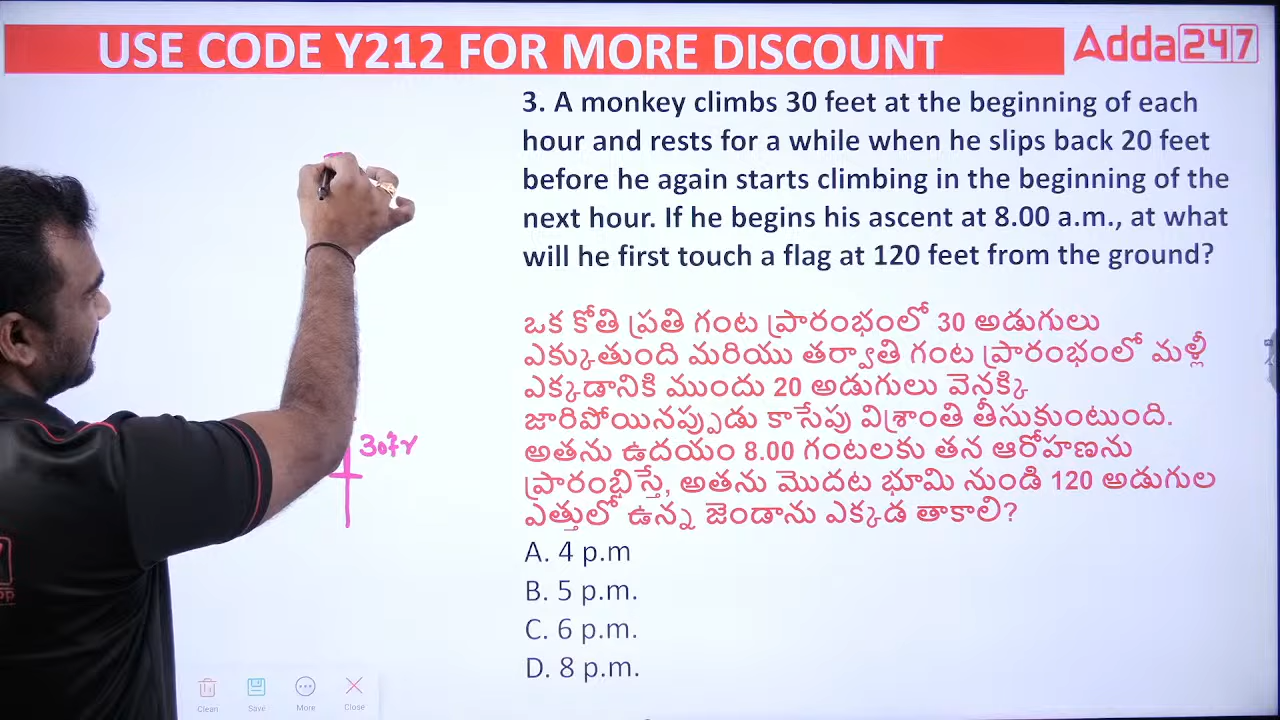 USE CODE Y212 FOR MORE DISCOUNT
Adda247
3. A monkey climbs 30 feet at the beginning of each
hour and rests for a while when he slips back 20 feet
before he again starts climbing in the beginning of the
next hour. If he begins his ascent at 8.00 a.m., at what
will he first touch a flag at 120 feet from the ground?
ఒక కోతి ప్రతి గంట ప్రారంభంలో 30 అడుగులు
ఎక్కుతుంది మరియు తర్వాతి గంట ప్రారంభంలో మళ్లీ
ఎక్కడానికి ముందు 20 అడుగులు వెనక్కి
జారిపోయినప్పుడు కాసేపు విశ్రాంతి తీసుకుంటుంది.
అతను ఉదయం 8.00 గంటలకు తన ఆరోహణను
ప్రారంభిస్తే, అతను మొదట భూమి నుండి 120 అడుగుల
ఎత్తులో ఉన్న జెండాను ఎక్కడ తాకాలి?
A. 4 p.m
B. 5 p.m.
C. 6 p.m.
D. 8 p.m.
Clean Save More Close